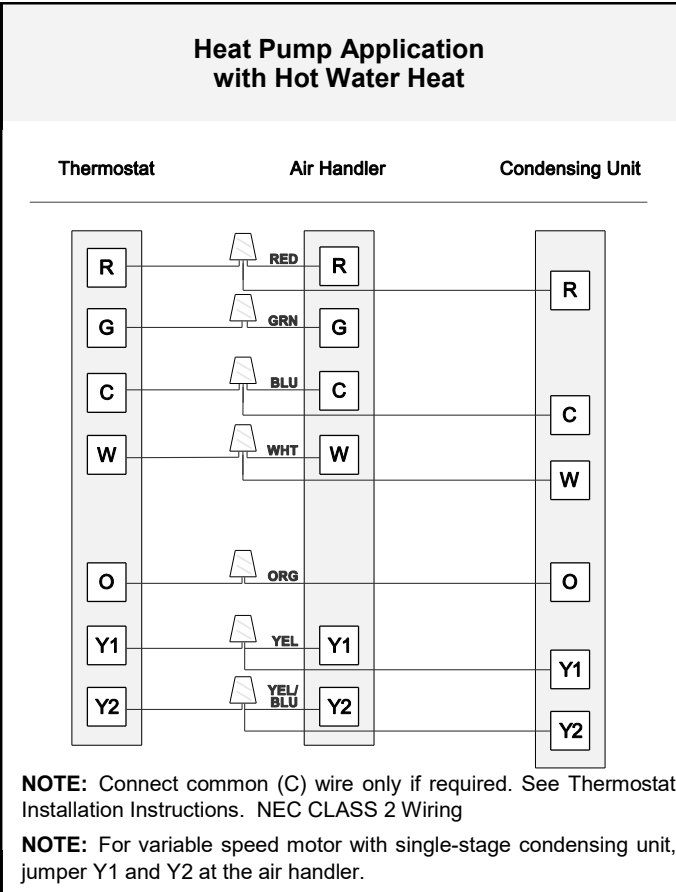 Heat Pump Application
with Hot Water Heat
Thermostat Air Handler Condensing Unit
R RED R
R
G GRN G
C BLU C
C
W WHT W
W
O ORG O
Y1 YEL Y1
Y1
Y2 YEL/
BLU Y2
Y2
NOTE: Connect common (C) wire only if required. See Thermostat
Installation Instructions. NEC CLASS 2 Wiring
NOTE: For variable speed motor with single-stage condensing unit,
jumper Y1 and Y2 at the air handler.